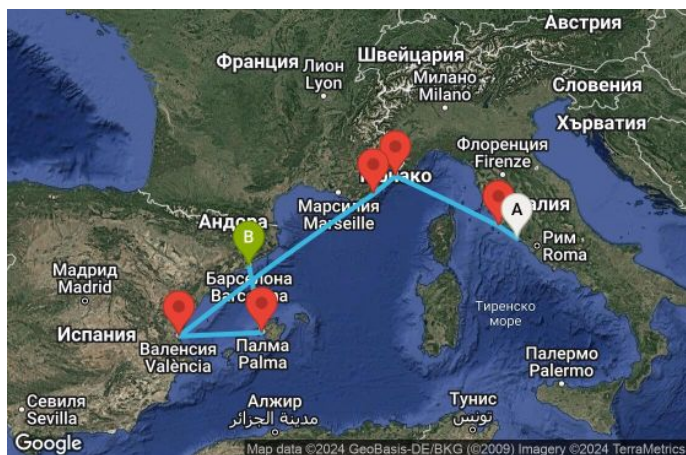 Австрия
Франция
Швейцария
Лион
Lyon
Милано
Milano
Словения
Хърватия
Флоренция
Firenze
Монако
Марсилия
Marseille
A
Италия
Рим
Roma
Андора
B
Барселона
Barcelona
Мадрид
Madrid
Тиренско
море
Испания
Валенсия
València
Палма
Palma
Палермо
Palermo
Севиля
Sevilla
Алжир
مدينة الجزائر
Тунис
تونس
Google
Map data ©2024 GeoBasis-DE/BKG (©2009) Imagery ©2024 TerraMetrics